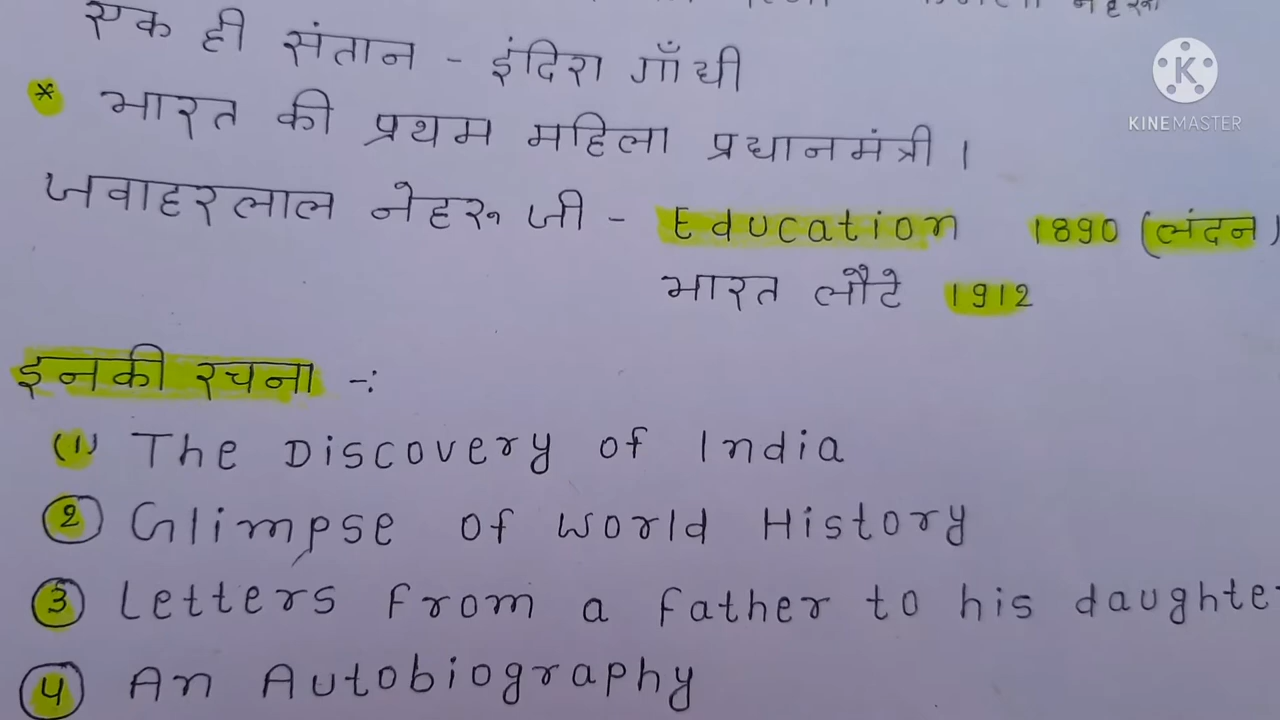 नेहरू
एक ही संतान - इंदिरा गाँधी
* भारत की प्रथम महिला प्रधानमंत्री ।
जवाहरलाल नेहरू जी - Education 1890 (लंदन)
भारत लौटे 1912
इनकी रचना -:
(1) The Discovery of India
2 Glimpse of World History
3 Letters from a father to his daughte
4 An Autobiography
KINEMASTER